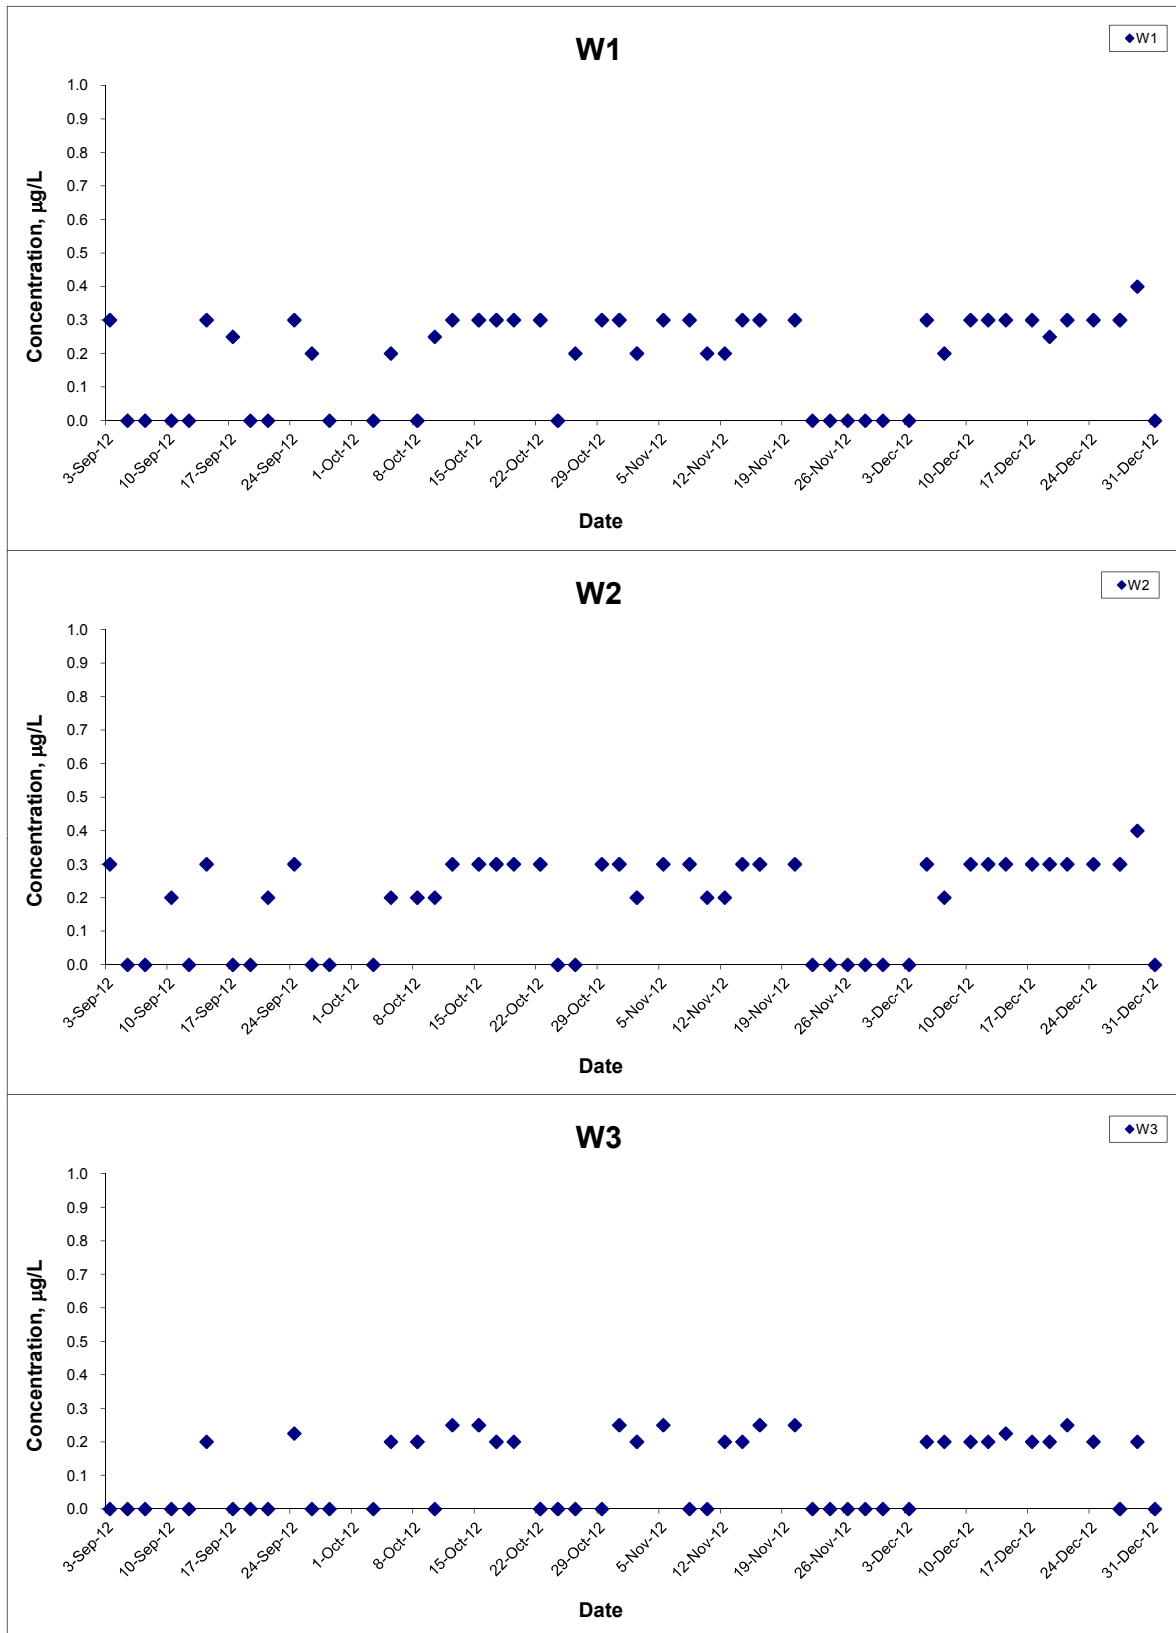 W1
W1
1.0
0.9
0.8
0.7
0.6
0.5
0.4
0.3
0.2
0.1
0.0
Concentration, µg/L
3-Sep-12 10-Sep-12 17-Sep-12 24-Sep-12 1-Oct-12 8-Oct-12 15-Oct-12 22-Oct-12 29-Oct-12 5-Nov-12 12-Nov-12 19-Nov-12 26-Nov-12 3-Dec-12 10-Dec-12 17-Dec-12 24-Dec-12 31-Dec-12
Date
W2
W2
1.0
0.9
0.8
0.7
0.6
0.5
0.4
0.3
0.2
0.1
0.0
Concentration, µg/L
3-Sep-12 10-Sep-12 17-Sep-12 24-Sep-12 1-Oct-12 8-Oct-12 15-Oct-12 22-Oct-12 29-Oct-12 5-Nov-12 12-Nov-12 19-Nov-12 26-Nov-12 3-Dec-12 10-Dec-12 17-Dec-12 24-Dec-12 31-Dec-12
Date
W3
W3
1.0
0.9
0.8
0.7
0.6
0.5
0.4
0.3
0.2
0.1
0.0
Concentration, µg/L
3-Sep-12 10-Sep-12 17-Sep-12 24-Sep-12 1-Oct-12 8-Oct-12 15-Oct-12 22-Oct-12 29-Oct-12 5-Nov-12 12-Nov-12 19-Nov-12 26-Nov-12 3-Dec-12 10-Dec-12 17-Dec-12 24-Dec-12 31-Dec-12
Date